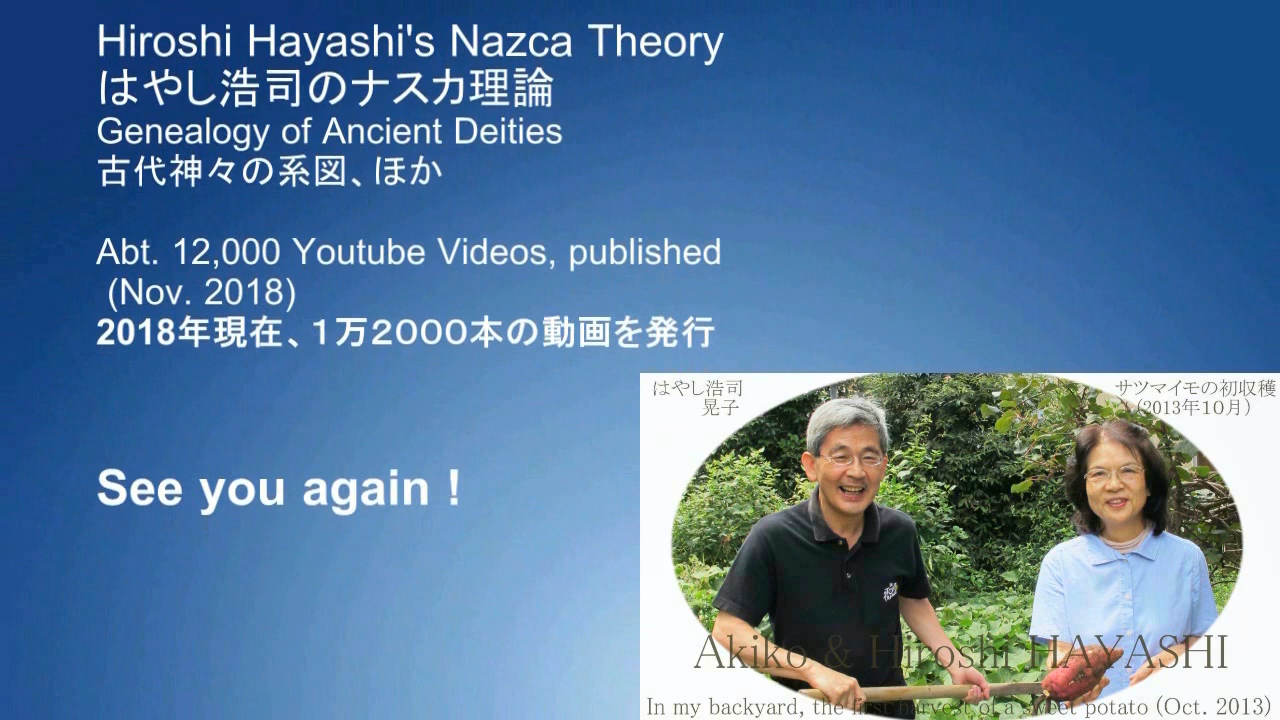 Hiroshi Hayashi's Nazca Theory
はやし浩司のナスカ理論
Genealogy of Ancient Deities
古代神々の系図、ほか
Abt. 12,000 Youtube Videos, published
(Nov. 2018)
2018年現在、１万２０００本の動画を発行
See you again！
はやし浩司
晃子
サツマイモの初収穫
(2013年10月)
Akiko & Hiroshi HAYASHI
In my backyard, the first harvest of a sweet potato (Oct. 2013)